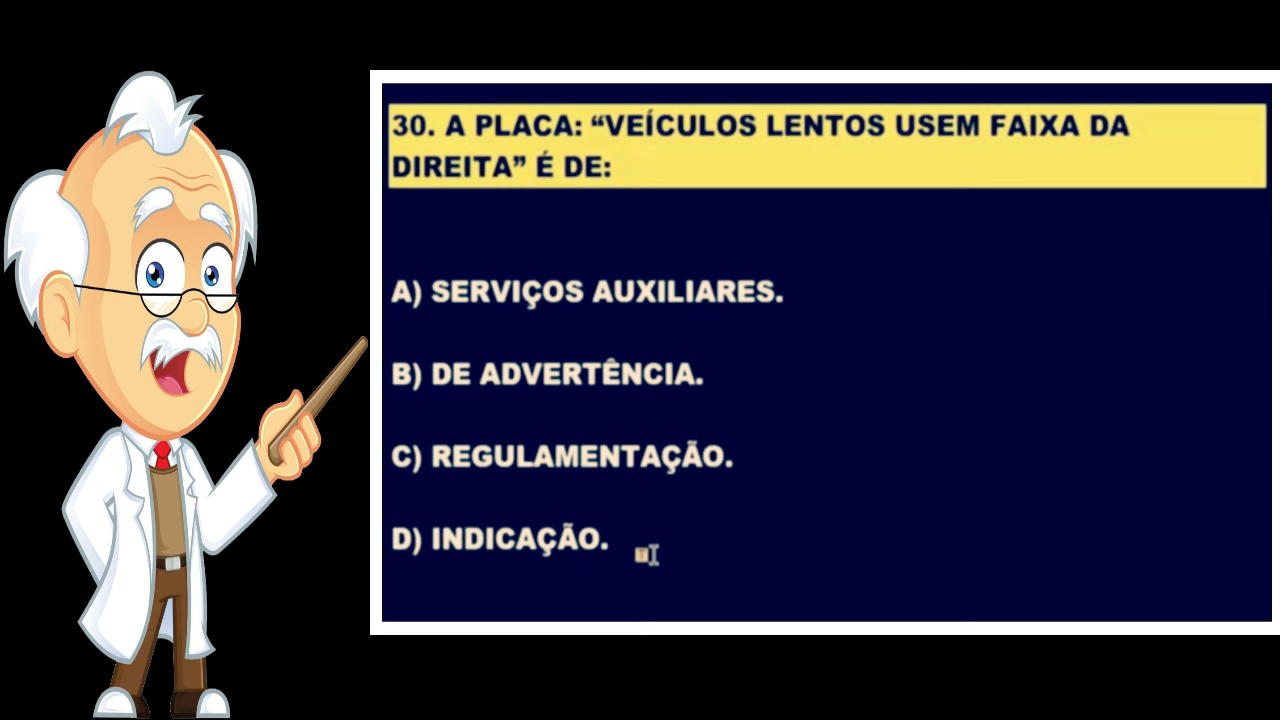 30. A PLACA: “VEÍCULOS LENTOS USEM FAIXA DA
DIREITA” É DE:
A) SERVIÇOS AUXILIARES.
B) DE ADVERTÊNCIA.
C) REGULAMENTAÇÃO.
D) INDICAÇÃO.